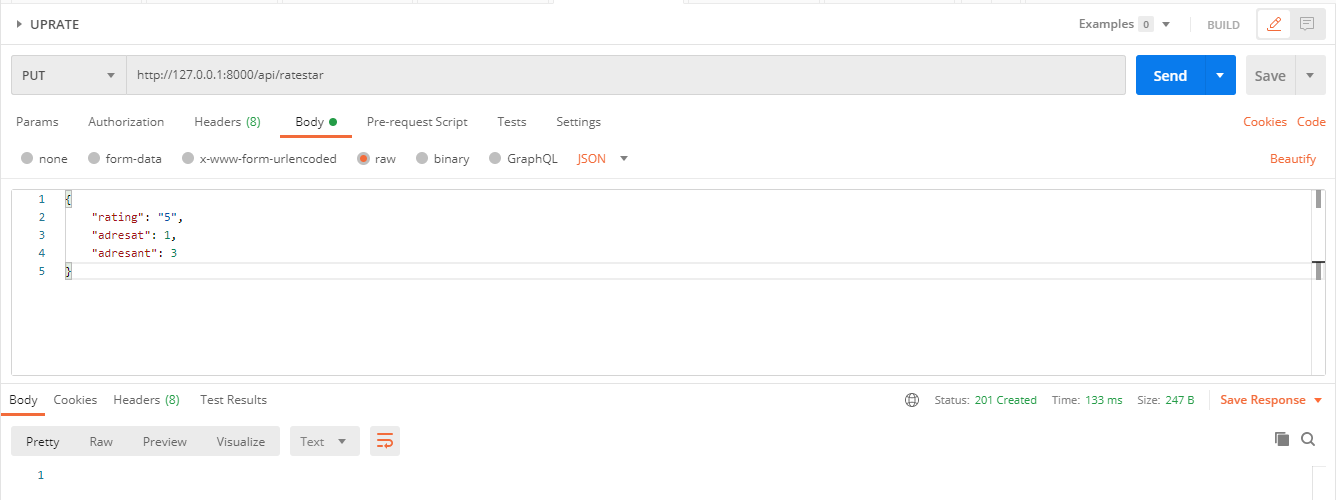 UPRATE
Examples 0 BUILD
PUT http://127.0.0.1:8000/api/ratestar Send Save
Params Authorization Headers (8) Body Pre-request Script Tests Settings Cookies Code
none form-data x-www-form-urlencoded raw binary GraphQL JSON Beautify
1 {
2 "rating": "5",
3 "adresat": 1,
4 "adresant": 3
5 }
Body Cookies Headers (8) Test Results Status: 201 Created Time: 133 ms Size: 247 B Save Response
Pretty Raw Preview Visualize Text
1